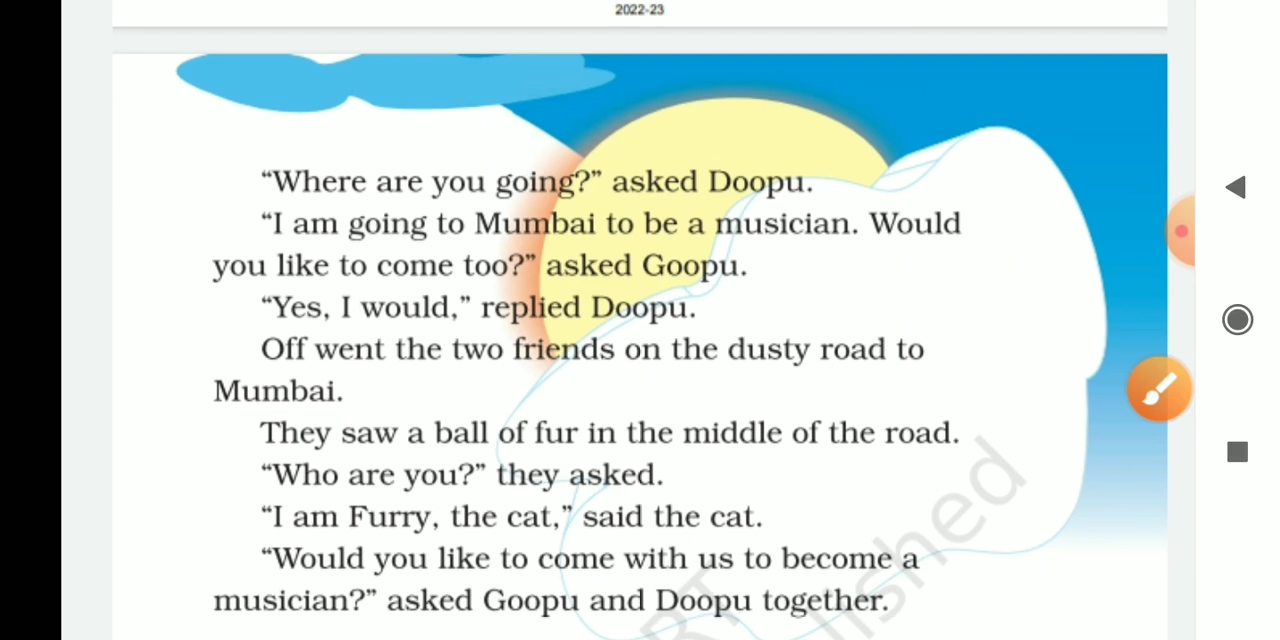 2022-23
“Where are you going?” asked Doopu.
“I am going to Mumbai to be a musician. Would
you like to come too?” asked Goopu.
“Yes, I would,” replied Doopu.
Off went the two friends on the dusty road to
Mumbai.
They saw a ball of fur in the middle of the road.
“Who are you?” they asked.
“I am Furry, the cat,” said the cat.
“Would you like to come with us to become a
musician?” asked Goopu and Doopu together.